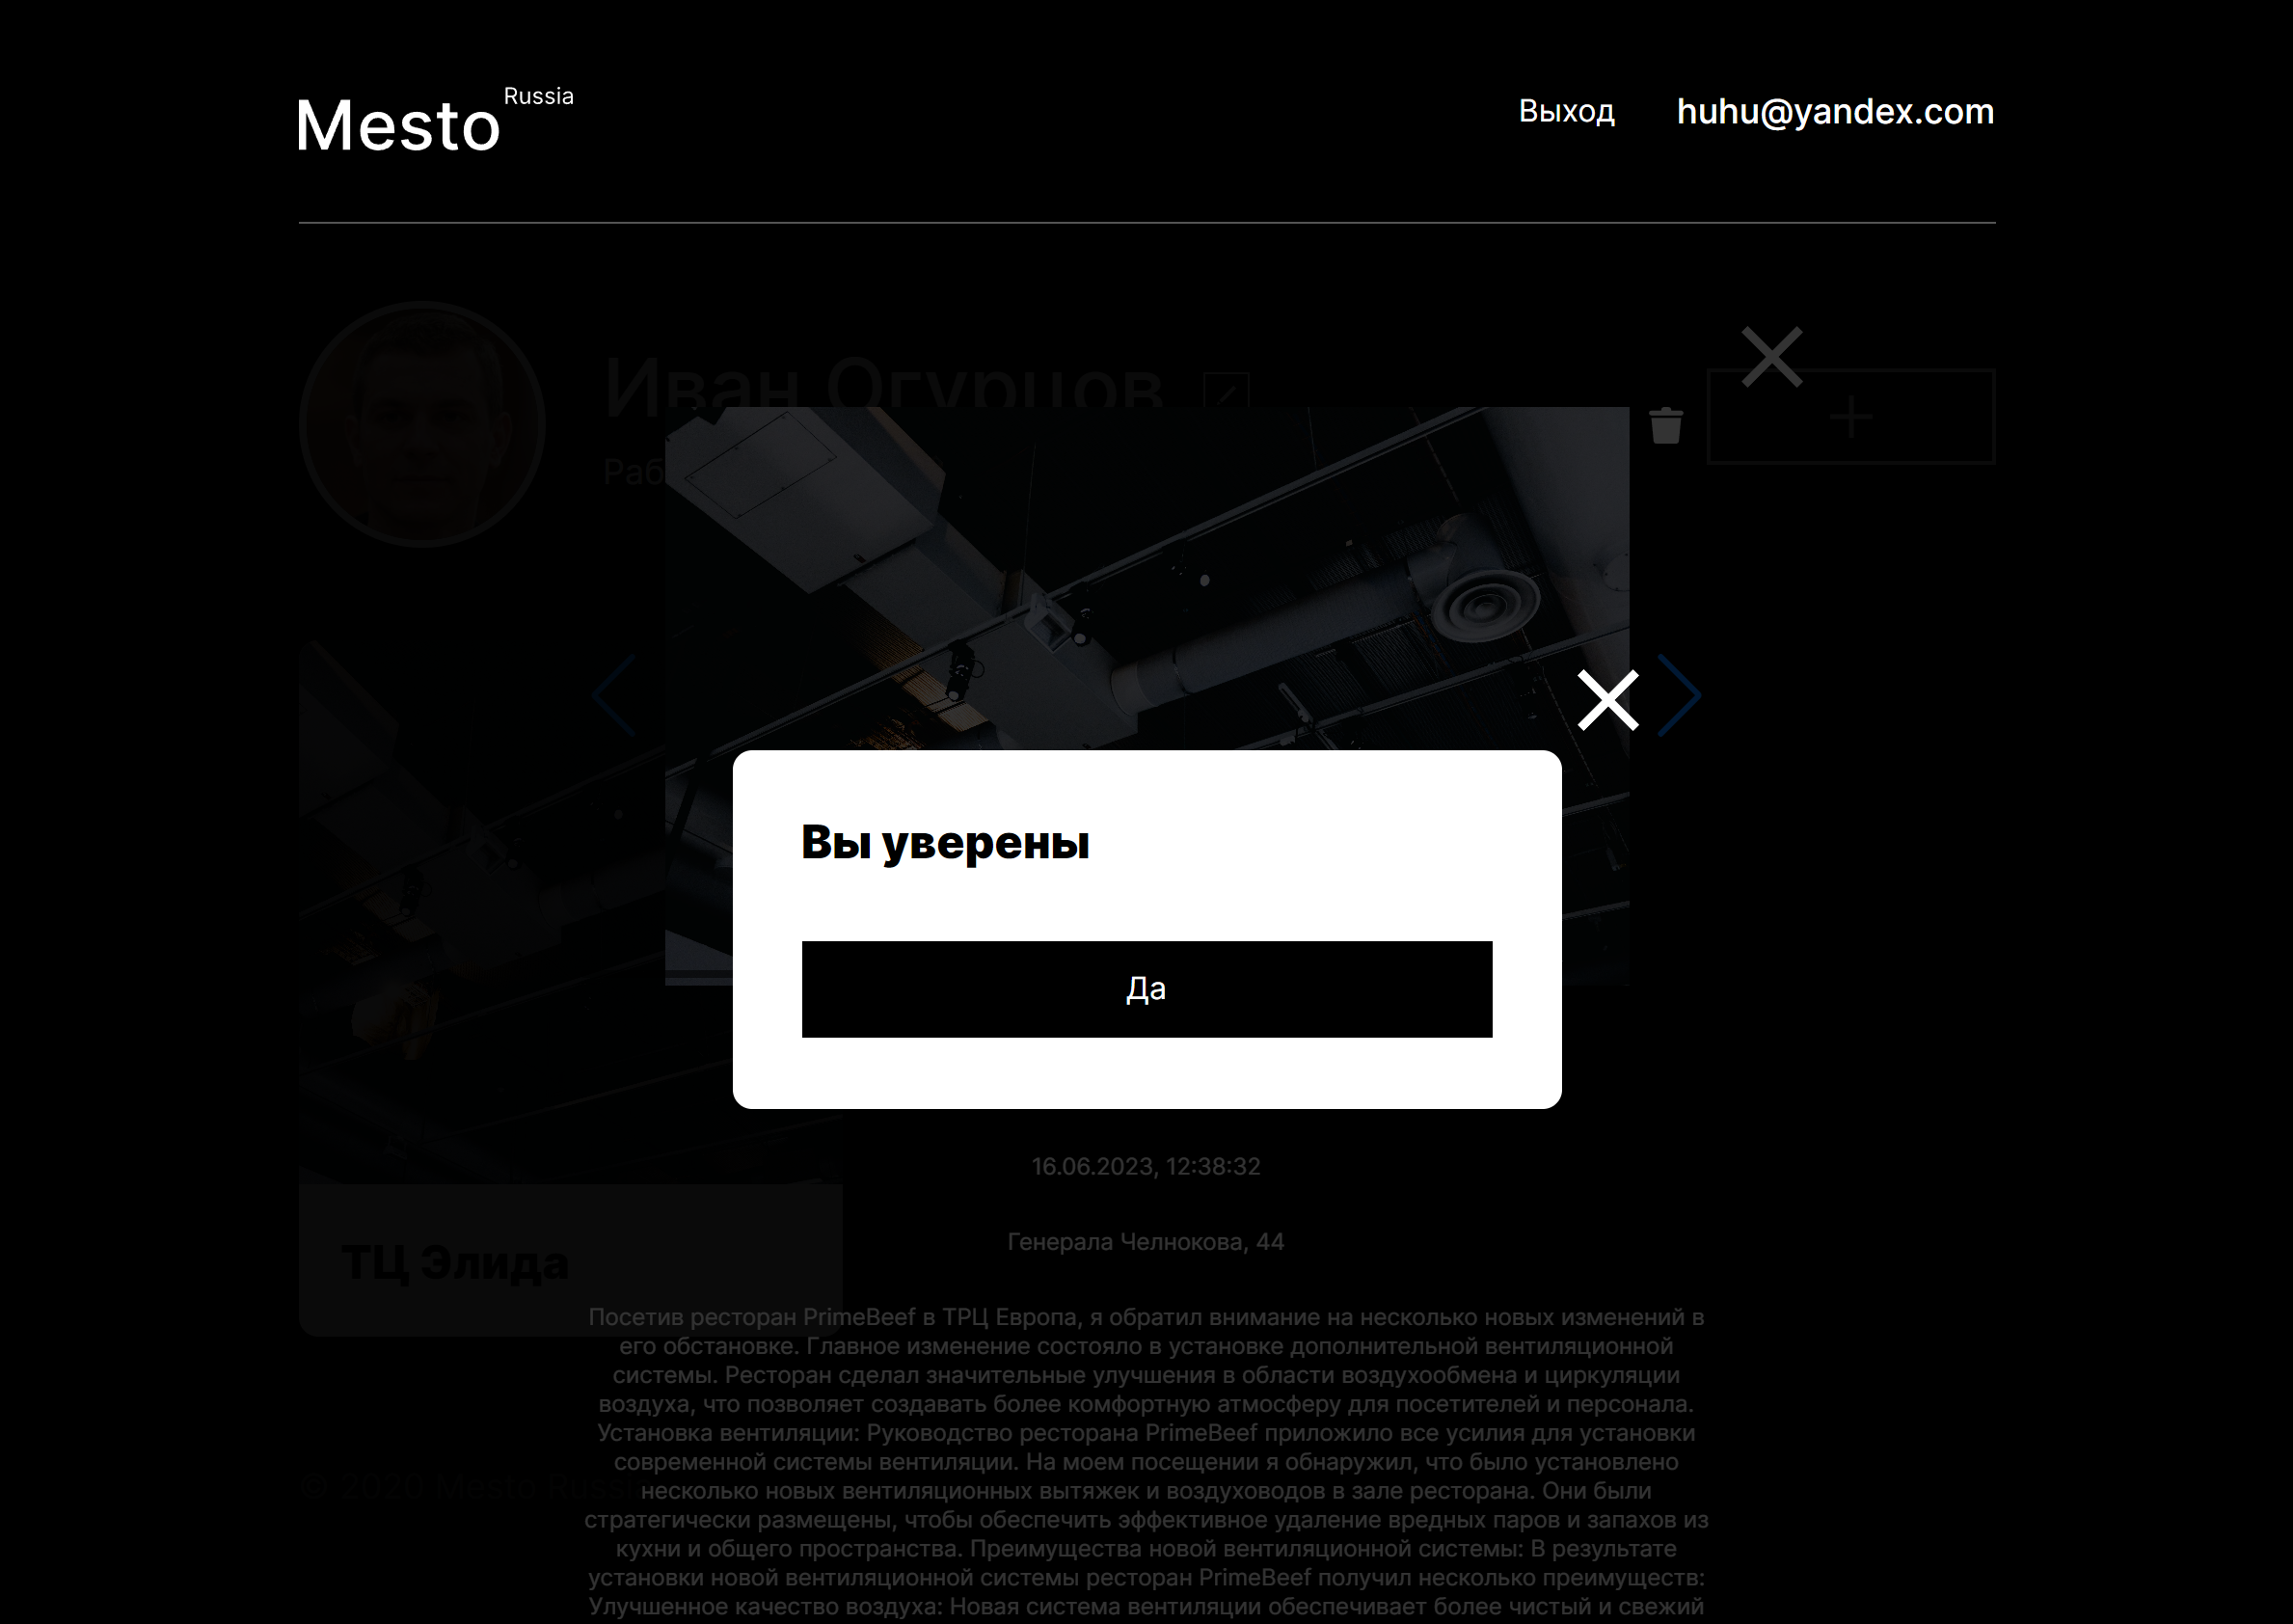 Mesto Russia
Выход huhu@yandex.com
Иван Огурцов
Вы уверены
Да
16.06.2023, 12:38:32
Генерала Челнокова, 44
ТЦ Элида
Посетив ресторан PrimeBeef в ТРЦ Европа, я обратил внимание на несколько новых изменений в
его обстановке. Главное изменение состояло в установке дополнительной вентиляционной
системы. Ресторан сделал значительные улучшения в области воздухообмена и циркуляции
воздуха, что позволяет создавать более комфортную атмосферу для посетителей и персонала.
Установка вентиляции: Руководство ресторана PrimeBeef приложило все усилия для установки
современной системы вентиляции. На моем посещении я обнаружил, что было установлено
© 2020 Mesto Russia
несколько новых вентиляционных вытяжек и воздуховодов в зале ресторана. Они были
стратегически размещены, чтобы обеспечить эффективное удаление вредных паров и запахов из
кухни и общего пространства. Преимущества новой вентиляционной системы: В результате
установки новой вентиляционной системы ресторан PrimeBeef получил несколько преимуществ:
Улучшенное качество воздуха: Новая система вентиляции обеспечивает более чистый и свежий